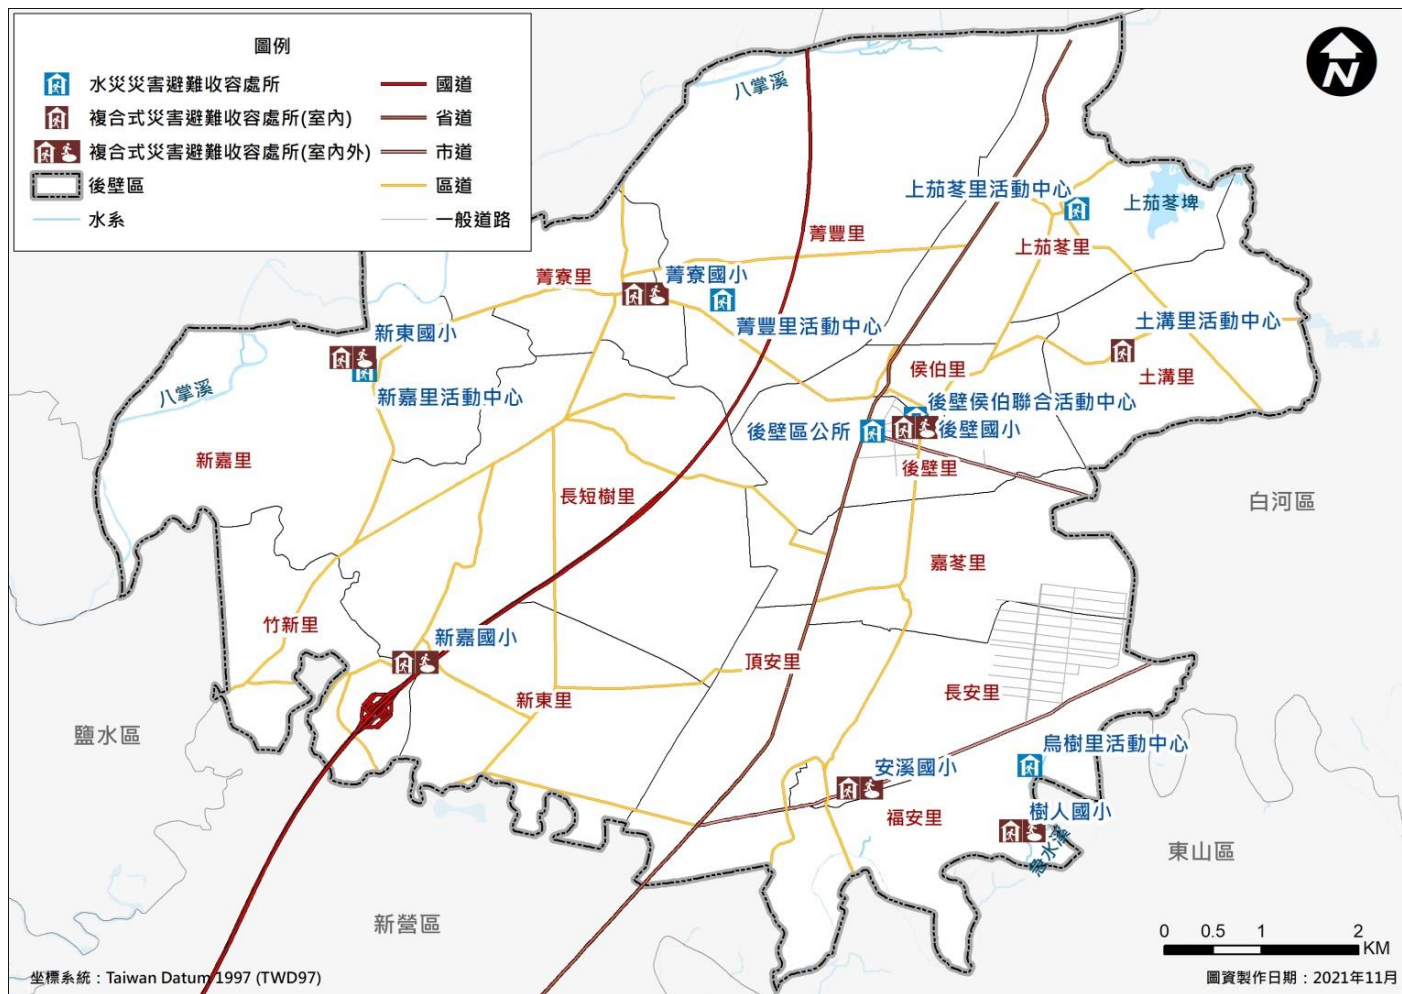 圖例
水災災害避難收容處所
國道
複合式災害避難收容處所(室內)
省道
複合式災害避難收容處所(室內外)
市道
後壁區
區道
水系
一般道路
N
八掌溪
上茄苳里活動中心
上茄苳埤
菁豐里
上茄苳里
菁寮里
菁寮國小
菁豐里活動中心
土溝里活動中心
新東國小
侯伯里
土溝里
八掌溪
新嘉里活動中心
後壁侯伯聯合活動中心
後壁區公所
後壁國小
新嘉里
後壁里
長短樹里
白河區
嘉苳里
竹新里
新嘉國小
頂安里
新東里
長安里
鹽水區
烏樹里活動中心
安溪國小
福安里
樹人國小
急水溪
東山區
新營區
0 0.5 1 2
KM
坐標系統：Taiwan Datum 1997 (TWD97)
圖資製作日期：2021年11月